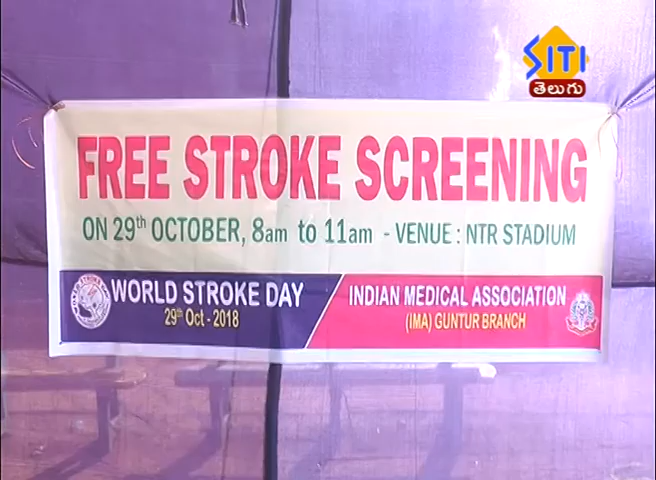 SITI
తెలుగు
FREE STROKE SCREENING
ON 29th OCTOBER, 8am to 11am - VENUE : NTR STADIUM
WORLD STROKE DAY
29th Oct - 2018
INDIAN MEDICAL ASSOCIATION
(IMA) GUNTUR BRANCH